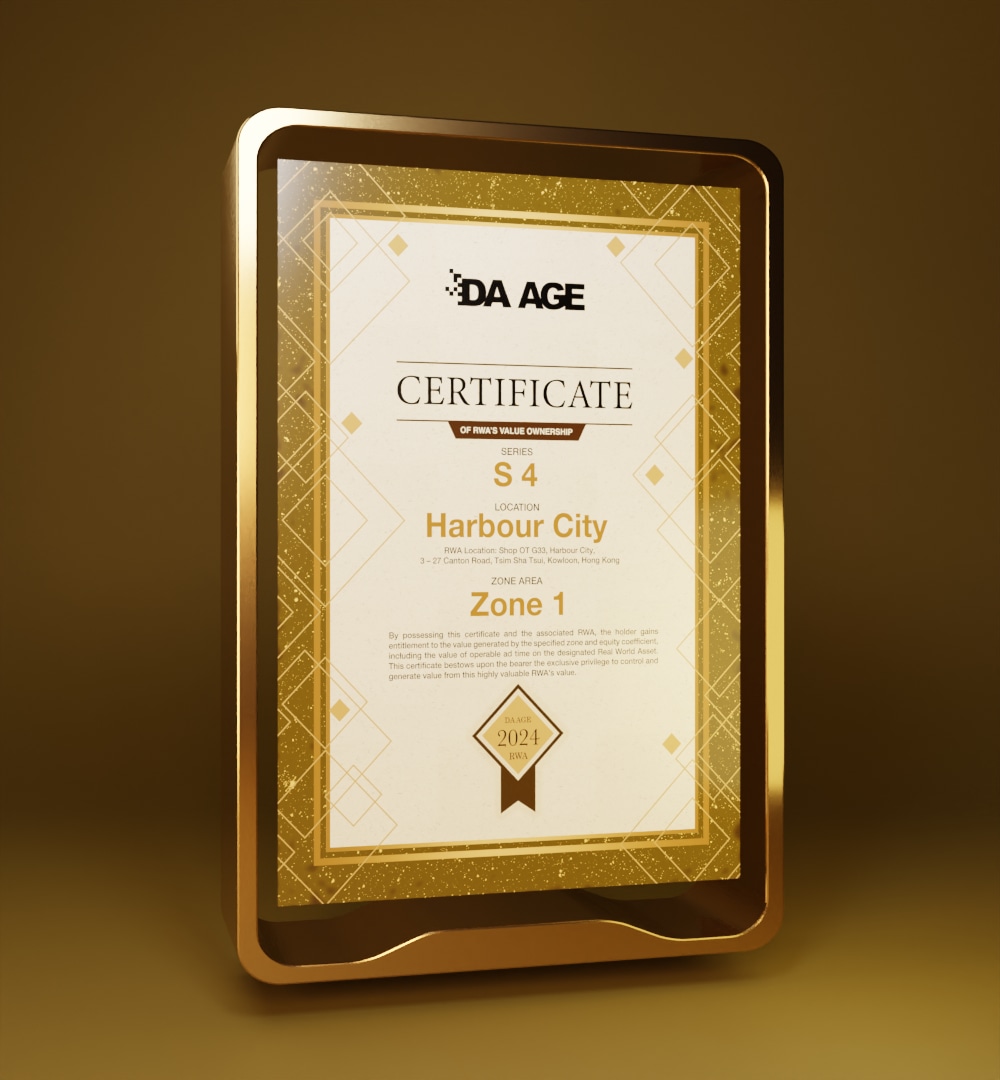 DA AGE
CERTIFICATE
OF RWA'S VALUE OWNERSHIP
SERIES
S 4
LOCATION
Harbour City
RWA Location: Shop OT G33, Harbour City,
3 – 27 Canton Road, Tsim Sha Tsui, Kowloon, Hong Kong
ZONE AREA
Zone 1
By possessing this certificate and the associated RWA, the holder gains
entitlement to the value generated by the specified zone and equity coefficient,
including the value of operable ad time on the designated Real World Asset.
This certificate bestows upon the bearer the exclusive privilege to control and
generate value from this highly valuable RWA's value.
DA AGE
2024
RWA